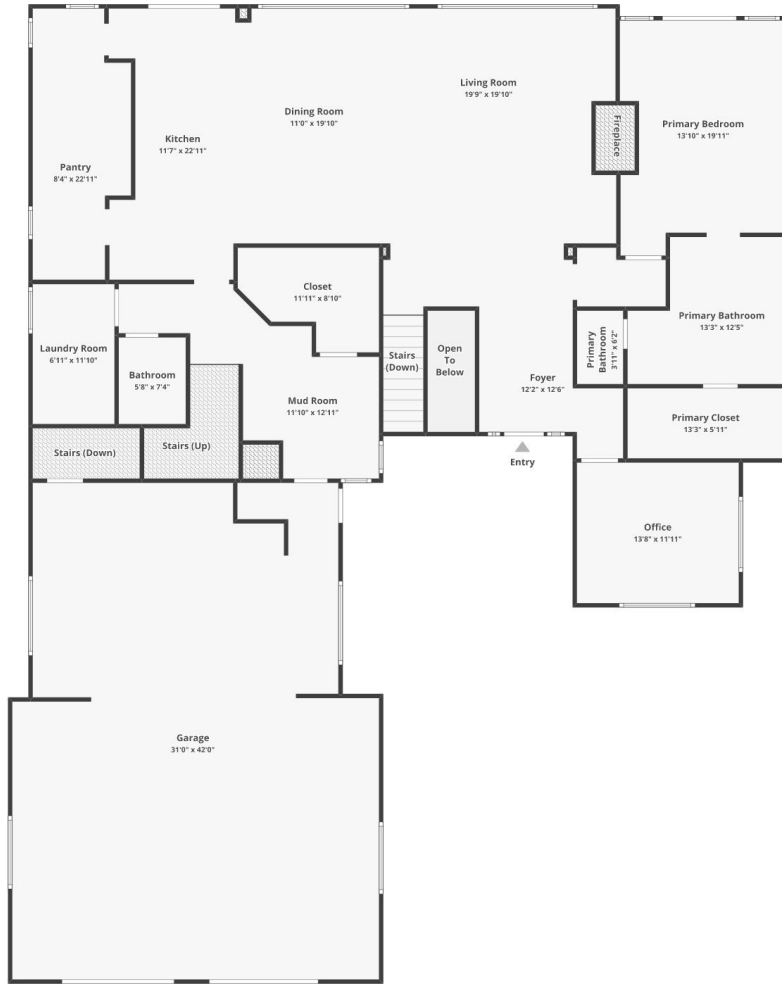 Living Room
19'9" x 19'10"
Dining Room
11'0" x 19'10"
Kitchen
11'7" x 22'11"
Pantry
8'4" x 22'11"
Fireplace
Primary Bedroom
13'10" x 19'11"
Closet
11'11" x 8'10"
Laundry Room
6'11" x 11'10"
Bathroom
5'8" x 7'4"
Mud Room
11'10" x 12'11"
Stairs
(Down)
Open
To
Below
Foyer
12'2" x 12'6"
Primary
Bathroom
3'11" x 6'2"
Primary Bathroom
13'3" x 12'5"
Primary Closet
13'3" x 5'11"
Stairs (Down)
Stairs (Up)
Entry
Office
13'8" x 11'11"
Garage
31'0" x 42'0"